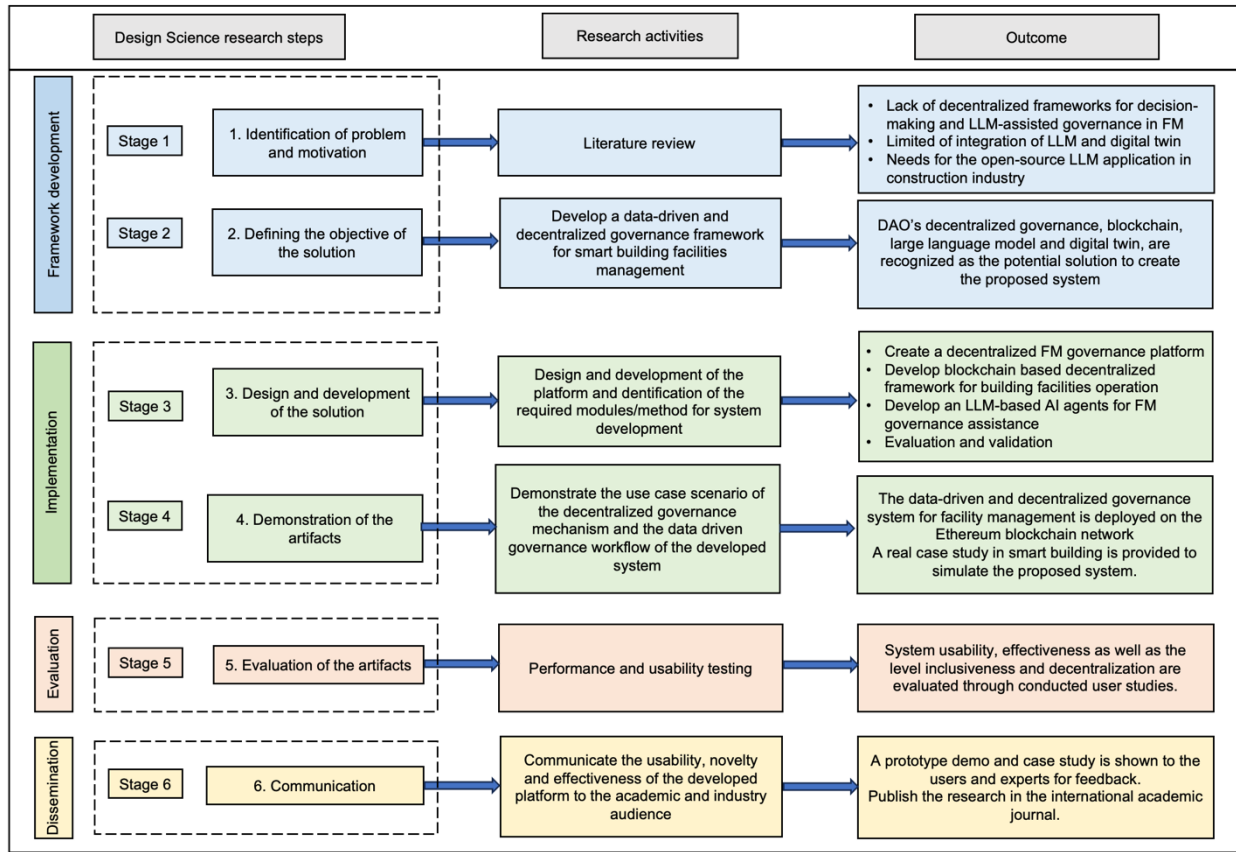 Design Science research steps
Research activities
Outcome
Framework development
Stage 1
1. Identification of problem
and motivation
Literature review
• Lack of decentralized frameworks for decision-
making and LLM-assisted governance in FM
• Limited of integration of LLM and digital twin
• Needs for the open-source LLM application in
construction industry
Stage 2
2. Defining the objective of
the solution
Develop a data-driven and
decentralized governance framework
for smart building facilities
management
DAO's decentralized governance, blockchain,
large language model and digital twin, are
recognized as the potential solution to create
the proposed system
Implementation
Stage 3
3. Design and development
of the solution
Design and development of the
platform and dentification of the
required modules/method for system
development
• Create a decentralized FM governance platform
• Develop blockchain based decentralized
framework for building facilities operation
• Develop an LLM-based AI agents for FM
governance assistance
• Evaluation and validation
Stage 4
4. Demonstration of the
artifacts
Demonstrate the use case scenario of
the decentralized governance
mechanism and the data driven
governance workflow of the developed
system
The data-driven and decentralized governance
system for facility management is deployed on the
Ethereum blockchain network
A real case study in smart building is provided to
simulate the proposed system.
Evaluation
Stage 5
5. Evaluation of the artifacts
Performance and usability testing
System usability, effectiveness as well as the
level inclusiveness and decentralization are
evaluated through conducted user studies.
Dissemination
Stage 6
6. Communication
Communicate the usability, novelty
and effectiveness of the developed
platform to the academic and industry
audience
A prototype demo and case study is shown to the
users and experts for feedback.
Publish the research in the international academic
journal.